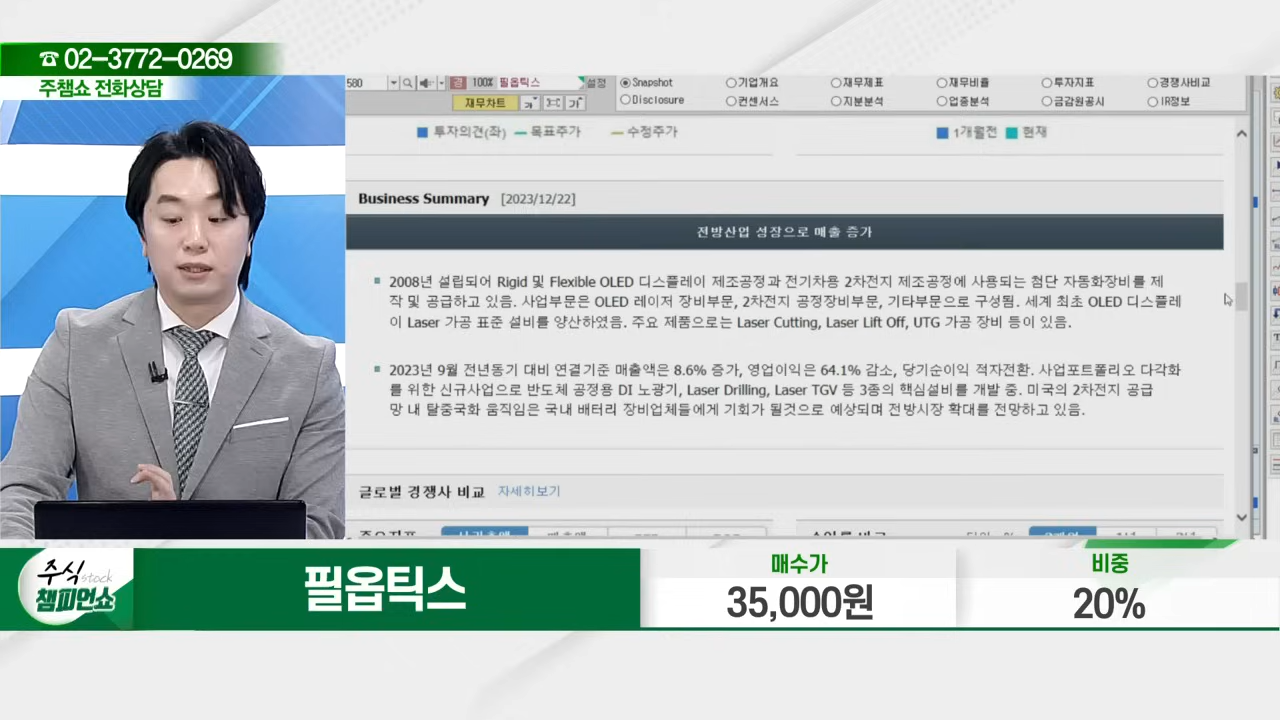 ☎ 02-3772-0269
주챔쇼 전화상담
580 경 100% 필옵틱스 설정
Snapshot 기업개요 재무제표 재무비율 투자지표 경쟁사비교
재무차트
Disclosure 컨센서스 지분분석 업종분석 금감원공시 IR정보
투자의견(좌) 목표주가 수정주가 1개월전 현재
Business Summary [2023/12/22]
전방산업 성장으로 매출 증가
2008년 설립되어 Rigid 및 Flexible OLED 디스플레이 제조공정과 전기차용 2차전지 제조공정에 사용되는 첨단 자동화장비를 제
작 및 공급하고 있음. 사업부문은 OLED 레이저 장비부문, 2차전지 공정장비부문, 기타부문으로 구성됨. 세계 최초 OLED 디스플레
이 Laser 가공 표준 설비를 양산하였음. 주요 제품으로는 Laser Cutting, Laser Lift Off, UTG 가공 장비 등이 있음.
2023년 9월 전년동기 대비 연결기준 매출액은 8.6% 증가, 영업이익은 64.1% 감소, 당기순이익 적자전환. 사업포트폴리오 다각화
를 위한 신규사업으로 반도체 공정용 DI 노광기, Laser Drilling, Laser TGV 등 3종의 핵심설비를 개발 중. 미국의 2차전지 공급
망 내 탈중국화 움직임은 국내 배터리 장비업체들에게 기회가 될것으로 예상되며 전방시장 확대를 전망하고 있음.
글로벌 경쟁사 비교 자세히보기
주식 stock
챔피언쇼
필옵틱스
매수가
35,000원
비중
20%